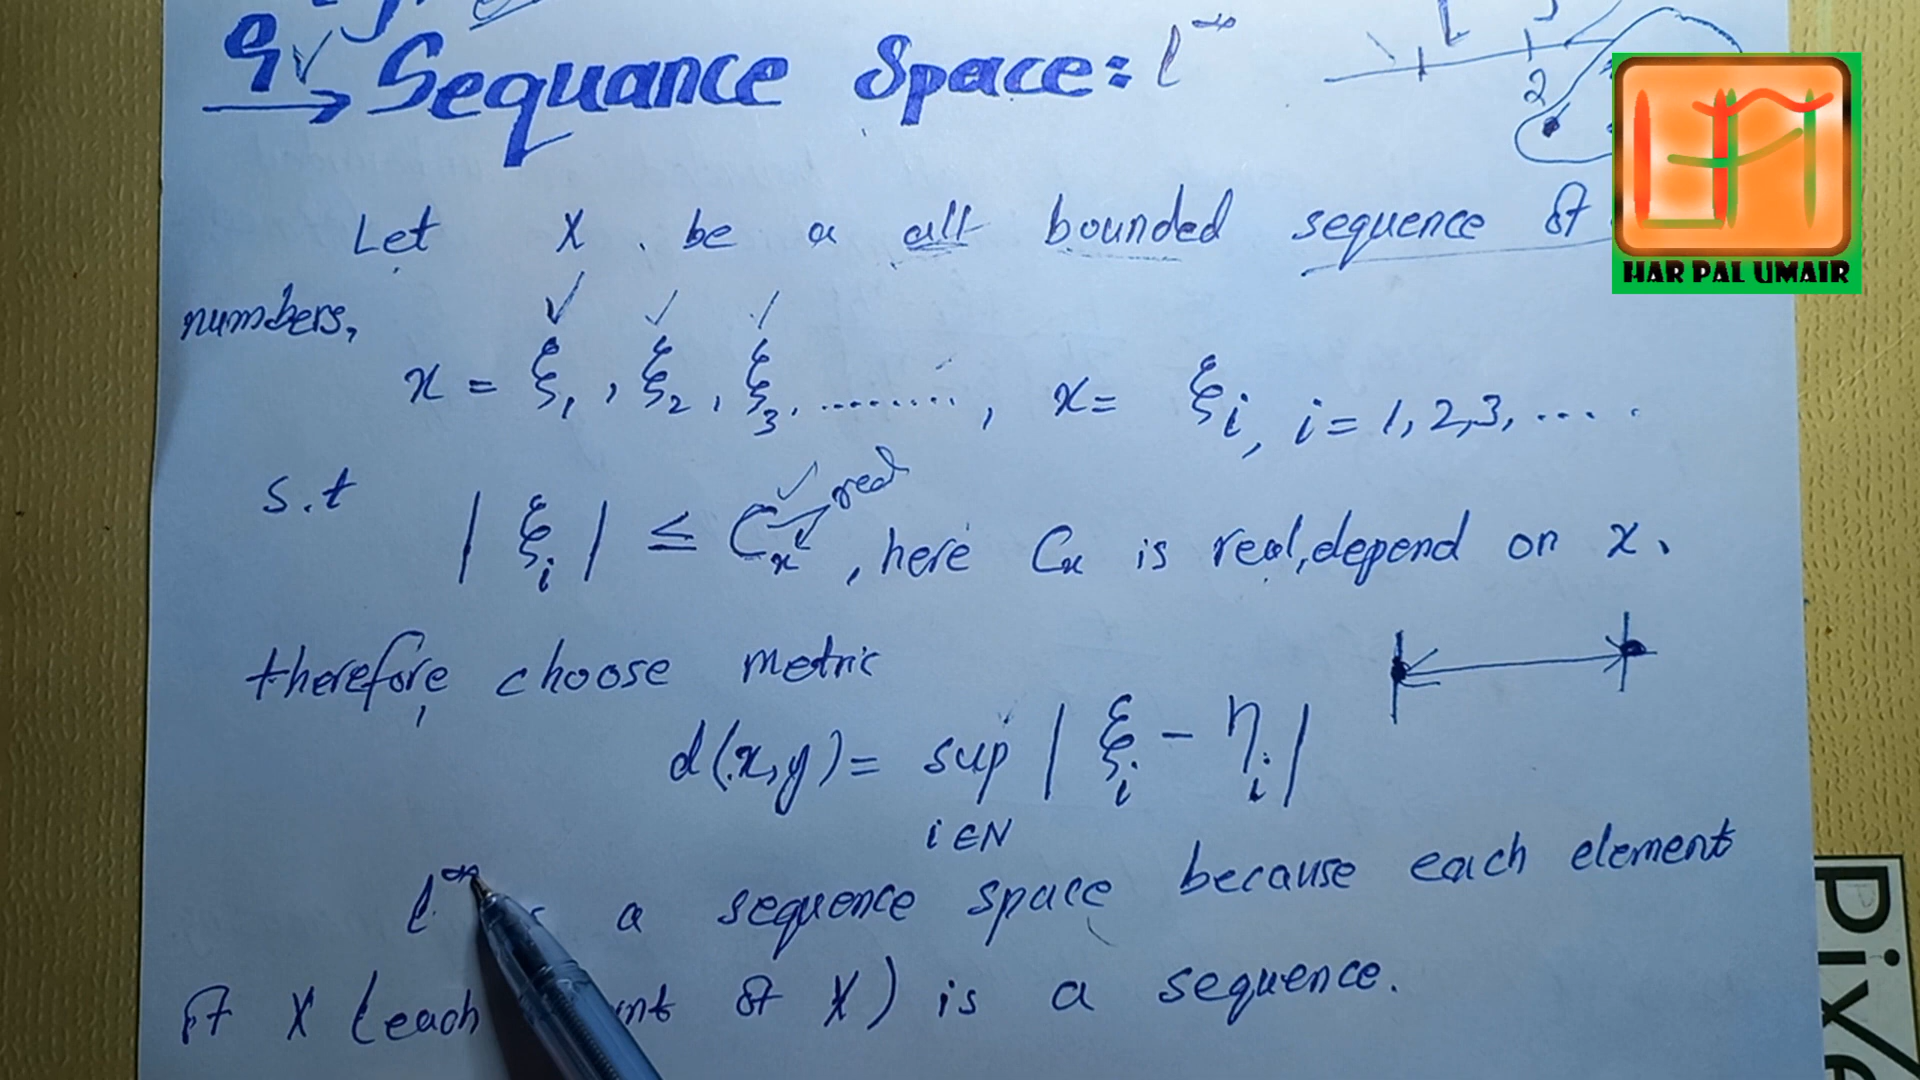 9 → Sequance Space: l^∞
2
Let X be a all bounded sequence of
numbers,
x = ξ₁, ξ₂, ξ₃, ........, x = ξᵢ, i = 1, 2, 3, ....
s.t |ξᵢ| ≤ Cₓ real, here Cₓ is real, depend on x.
therefore, choose metric
d(x,y) = sup |ξᵢ - ηᵢ|
i ∈ N
l^∞ a sequence space because each element
of X (each of X) is a sequence.
HAR PAL UMAIR